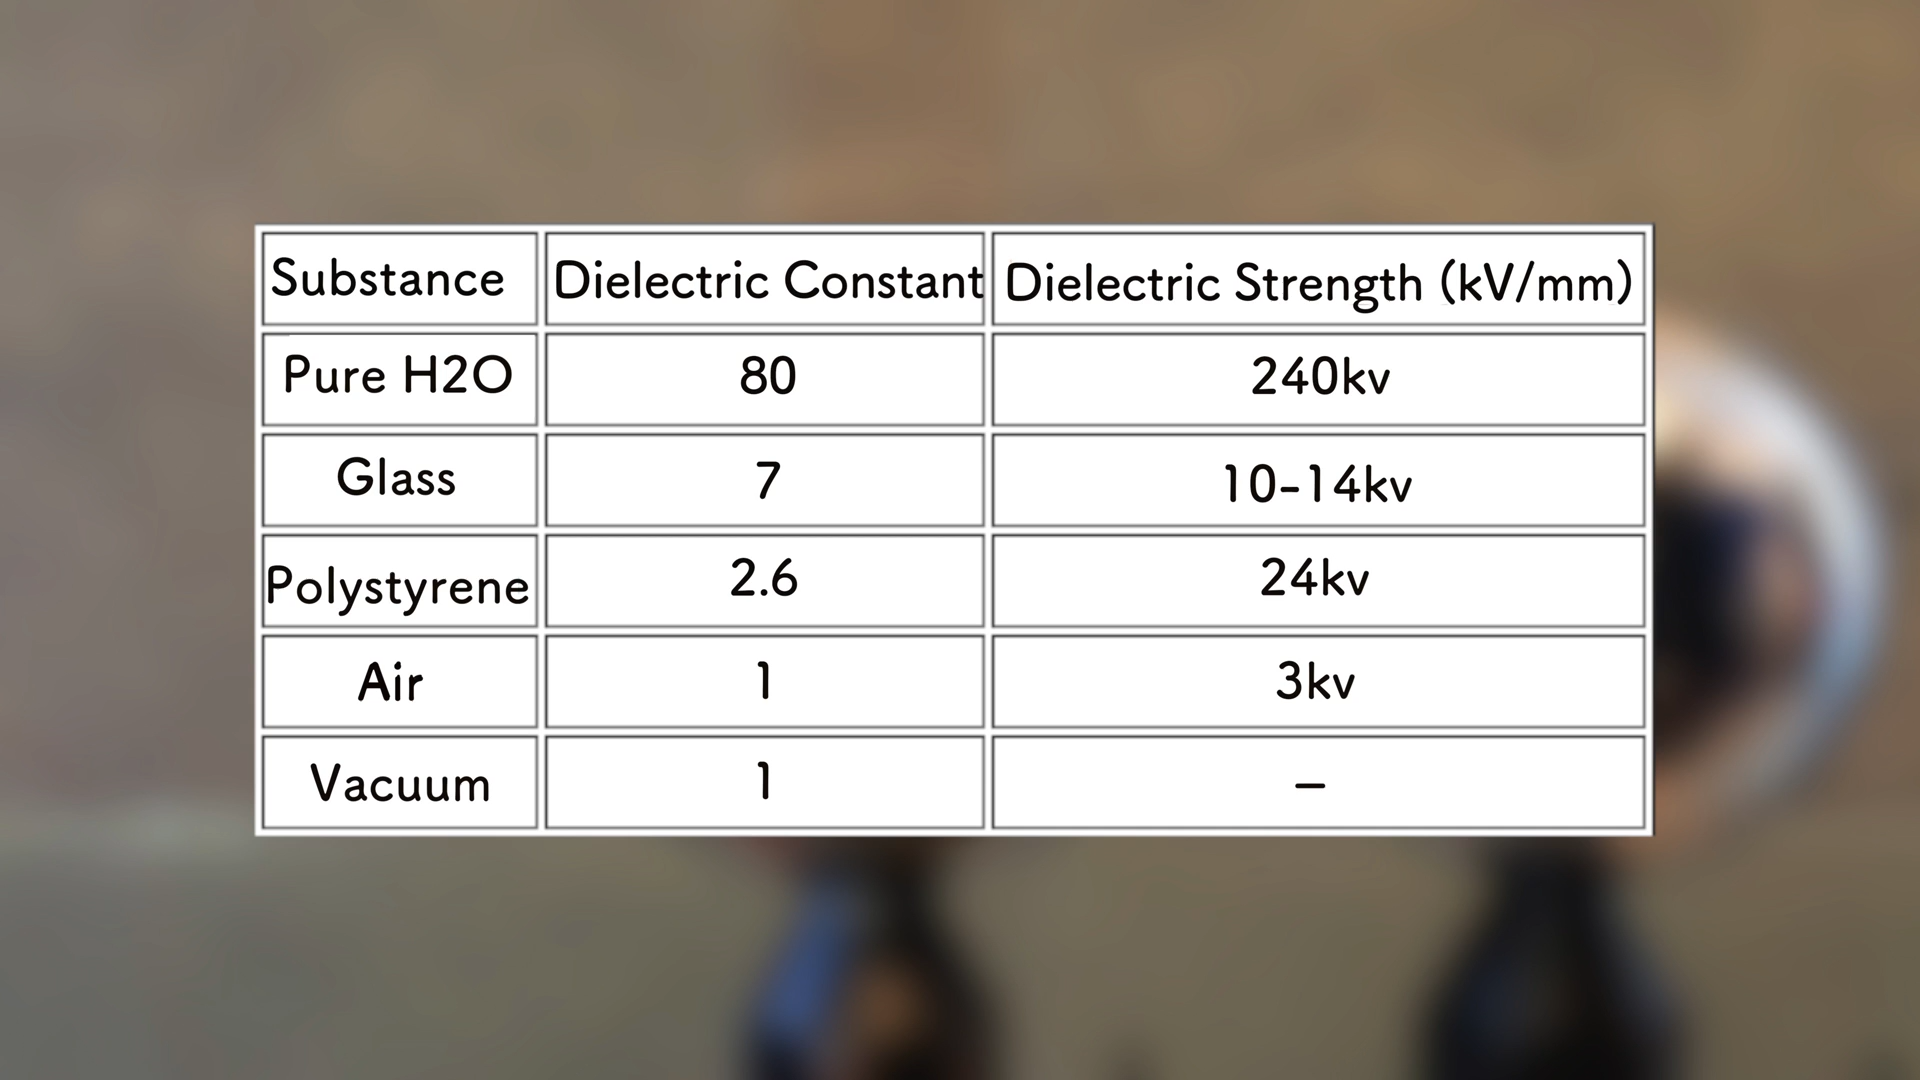 Substance Dielectric Constant Dielectric Strength (kV/mm)
Pure H2O 80 240kv
Glass 7 10-14kv
Polystyrene 2.6 24kv
Air 1 3kv
Vacuum 1 –